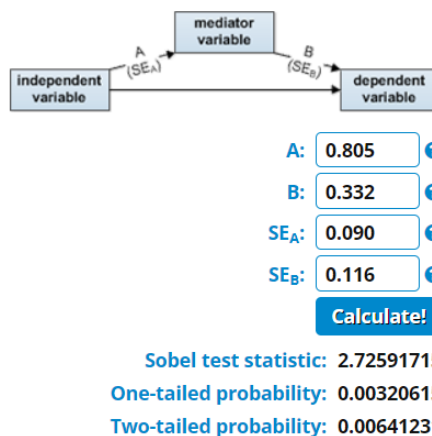 mediator
variable
A
(SEA)
B
(SEB)
independent
variable
dependent
variable
A: 0.805
B: 0.332
SEA: 0.090
SEB: 0.116
Calculate!
Sobel test statistic: 2.7259171
One-tailed probability: 0.0032061
Two-tailed probability: 0.0064123